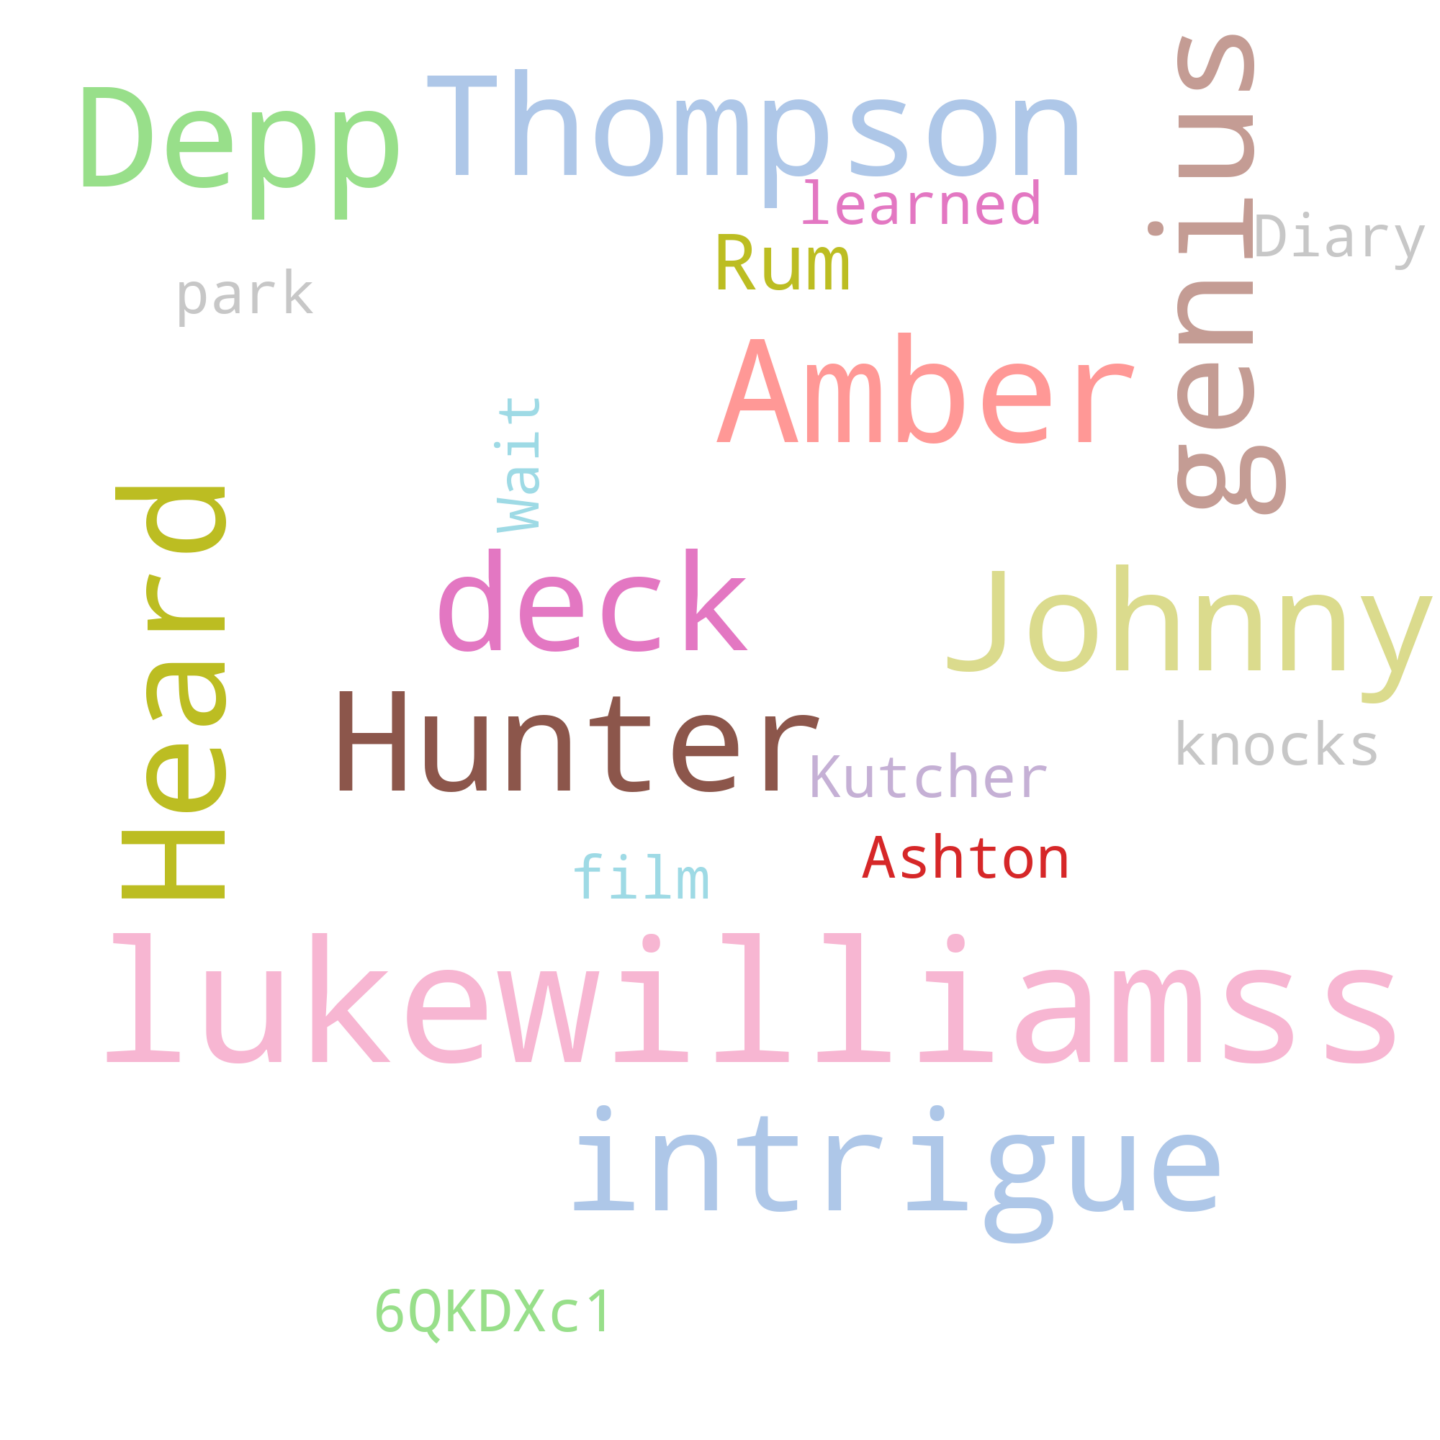 Depp
Thompson
genius
learned
Diary
Rum
park
Amber
Wait
Heard
deck
Johnny
Hunter
knocks
Kutcher
Ashton
film
lukewilliamss
intrigue
6QKDXc1